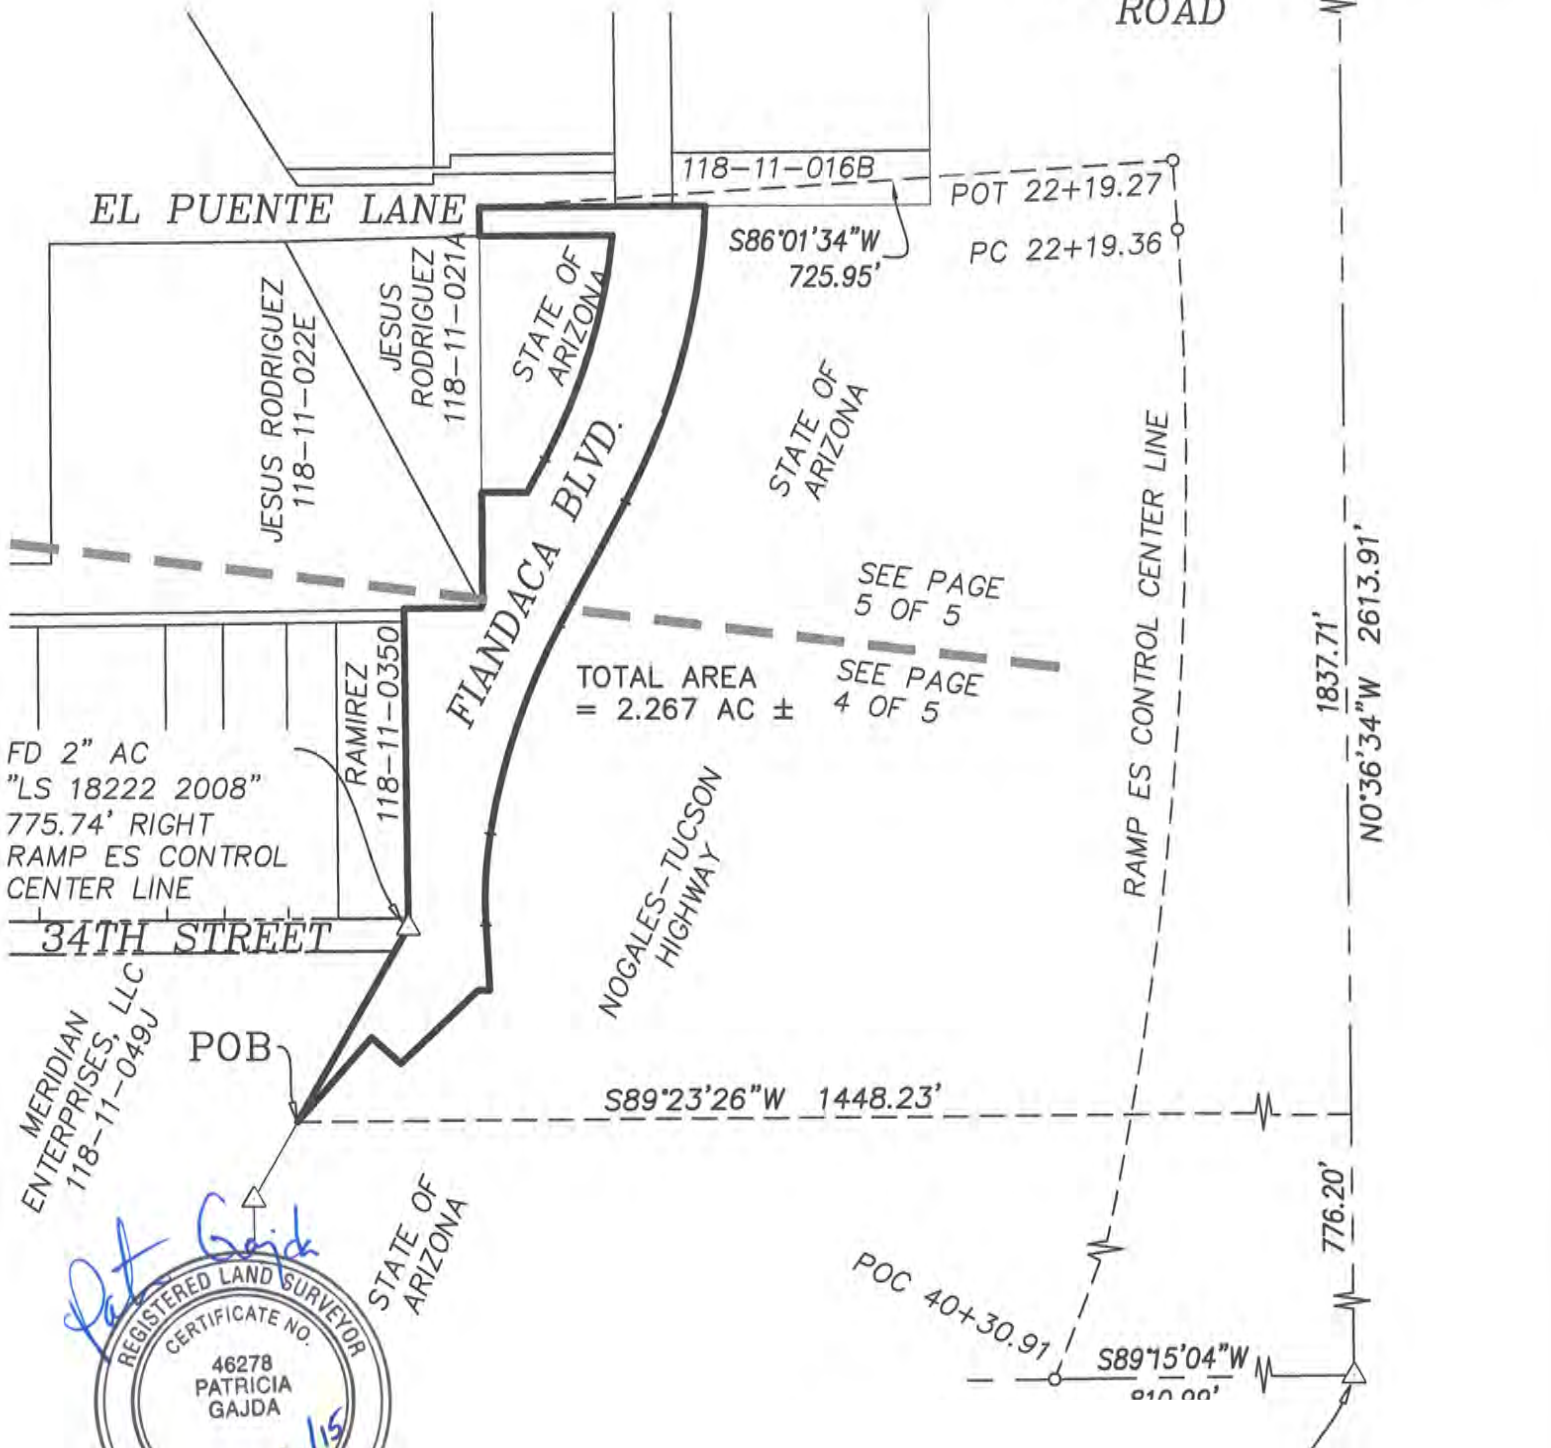 ROAD
118-11-016B
POT 22+19.27
EL PUENTE LANE
S86°01'34"W
725.95'
PC 22+19.36
JESUS RODRIGUEZ
118-11-022E
JESUS
RODRIGUEZ
118-11-021A
STATE OF
ARIZONA
STATE OF
ARIZONA
FIANDACA BLVD.
RAMP ES CONTROL CENTER LINE
1837.71'
N0°36'34"W 2613.91'
SEE PAGE
5 OF 5
SEE PAGE
4 OF 5
TOTAL AREA
= 2.267 AC ±
RAMIREZ
118-11-0350
FD 2" AC
"LS 18222 2008"
775.74' RIGHT
RAMP ES CONTROL
CENTER LINE
34TH STREET
NOGALES-TUCSON
HIGHWAY
MERIDIAN
ENTERPRISES, LLC
118-11-049J
POB
S89°23'26"W 1448.23'
776.20'
STATE OF
ARIZONA
POC 40+30.91
S89°15'04"W
810.99'
Pat Gajda
REGISTERED LAND SURVEYOR
CERTIFICATE NO.
46278
PATRICIA
GAJDA